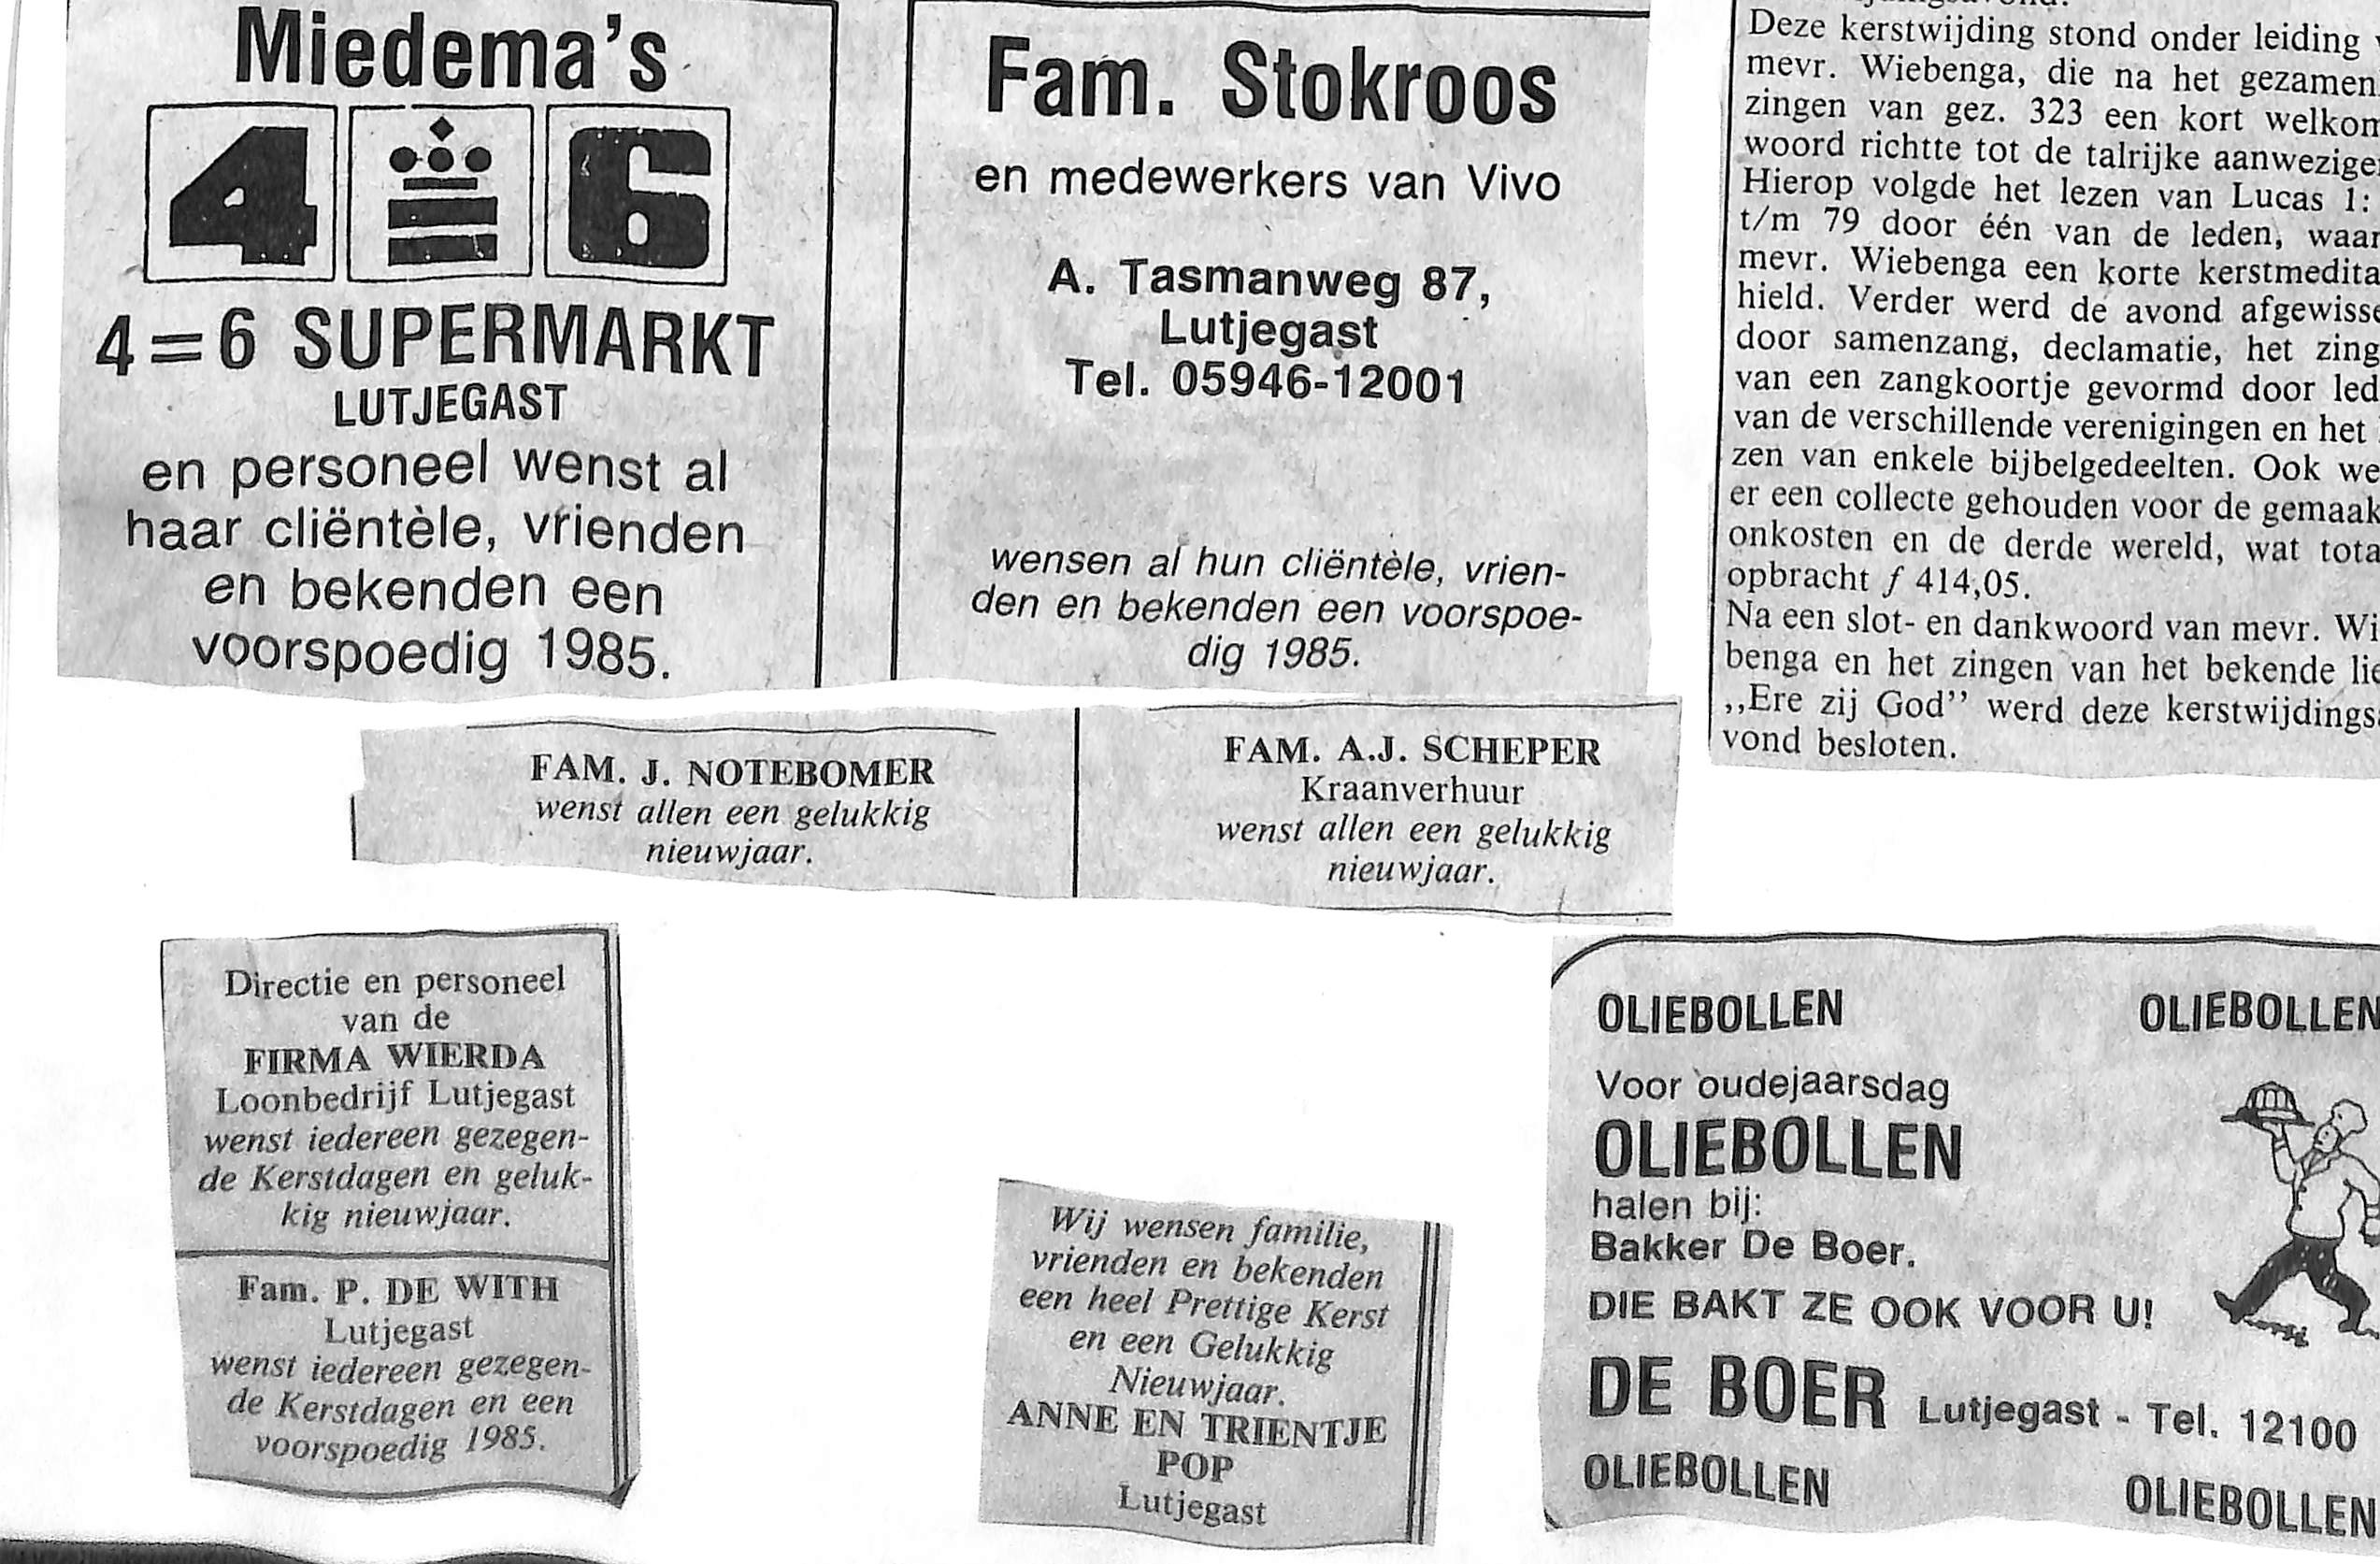 Miedema's
4 6
4=6 SUPERMARKT
LUTJEGAST
en personeel wenst al
haar cliëntèle, vrienden
en bekenden een
voorspoedig 1985.
Fam. Stokroos
en medewerkers van Vivo
A. Tasmanweg 87,
Lutjegast
Tel. 05946-12001
wensen al hun cliëntèle, vrien-
den en bekenden een voorspoe-
dig 1985.
Deze kerstwijding stond onder leiding
mevr. Wiebenga, die na het gezamen
zingen van gez. 323 een kort welkom
woord richtte tot de talrijke aanwezige
Hierop volgde het lezen van Lucas 1:
t/m 79 door één van de leden, waar
mevr. Wiebenga een korte kerstmedita
hield. Verder werd de avond afgewisse
door samenzang, declamatie, het zing
van een zangkoortje gevormd door led
van de verschillende verenigingen en het
zen van enkele bijbelgedeelten. Ook we
er een collecte gehouden voor de gemaak
onkosten en de derde wereld, wat tota
opbracht ƒ 414,05.
Na een slot- en dankwoord van mevr. Wi
benga en het zingen van het bekende lie
,,Ere zij God" werd deze kerstwijdings
vond besloten.
FAM. J. NOTEBOMER
wenst allen een gelukkig
nieuwjaar.
FAM. A.J. SCHEPER
Kraanverhuur
wenst allen een gelukkig
nieuwjaar.
Directie en personeel
van de
FIRMA WIERDA
Loonbedrijf Lutjegast
wenst iedereen gezegen-
de Kerstdagen en geluk-
kig nieuwjaar.
Fam. P. DE WITH
Lutjegast
wenst iedereen gezegen-
de Kerstdagen en een
voorspoedig 1985.
Wij wensen familie,
vrienden en bekenden
een heel Prettige Kerst
en een Gelukkig
Nieuwjaar.
ANNE EN TRIENTJE
POP
Lutjegast
OLIEBOLLEN OLIEBOLLEN
Voor oudejaarsdag
OLIEBOLLEN
halen bij:
Bakker De Boer.
DIE BAKT ZE OOK VOOR U!
DE BOER Lutjegast - Tel. 12100
OLIEBOLLEN OLIEBOLLEN